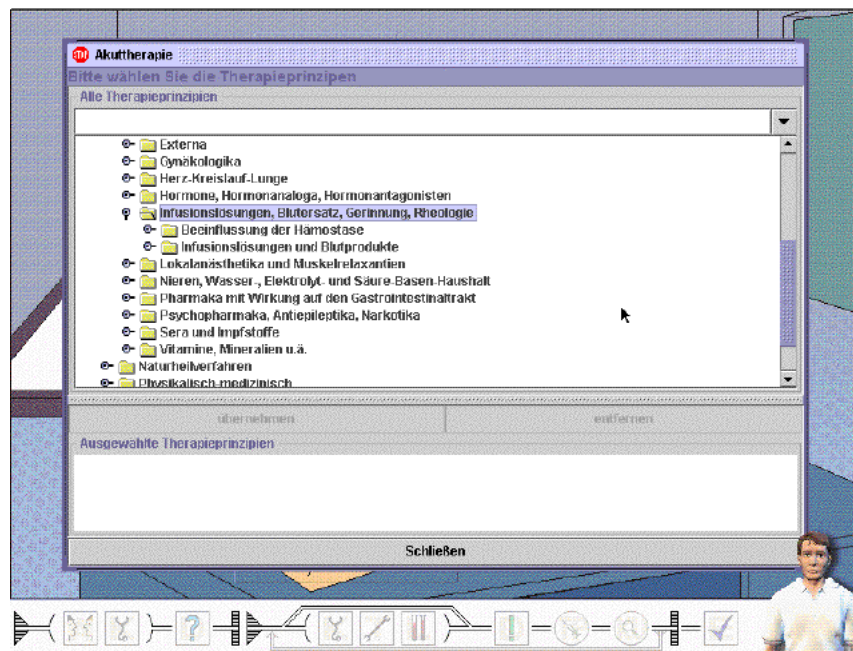 Akuttherapie
Bitte wählen Sie die Therapieprinzipen
Alle Therapieprinzipien
Externa
Gynäkologika
Herz-Kreislauf-Lunge
Hormone, Hormonanaloga, Hormonantagonisten
Infusionslösungen, Blutersatz, Gerinnung, Rheologie
Beeinflussung der Hämostase
Infusionslösungen und Blutprodukte
Lokalanästhetika und Muskelrelaxantien
Nieren, Wasser-, Elektrolyt- und Säure-Basen-Haushalt
Pharmaka mit Wirkung auf den Gastrointestinaltrakt
Psychopharmaka, Antiepileptika, Narkotika
Sera und Impfstoffe
Vitamine, Mineralien u.ä.
Naturheilverfahren
Physikalisch-medizinisch
übernehmen entfernen
Ausgewählte Therapieprinzipien
Schließen